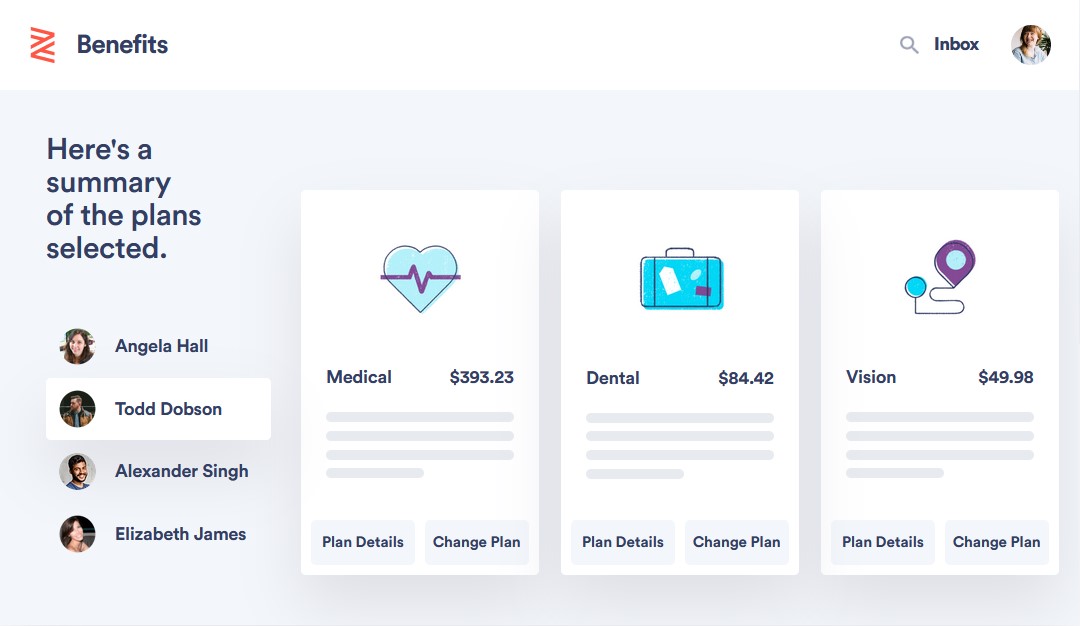 Benefits
Inbox
Here's a
summary
of the plans
selected.
Angela Hall
Todd Dobson
Alexander Singh
Elizabeth James
Medical $393.23
Plan Details Change Plan
Dental $84.42
Plan Details Change Plan
Vision $49.98
Plan Details Change Plan